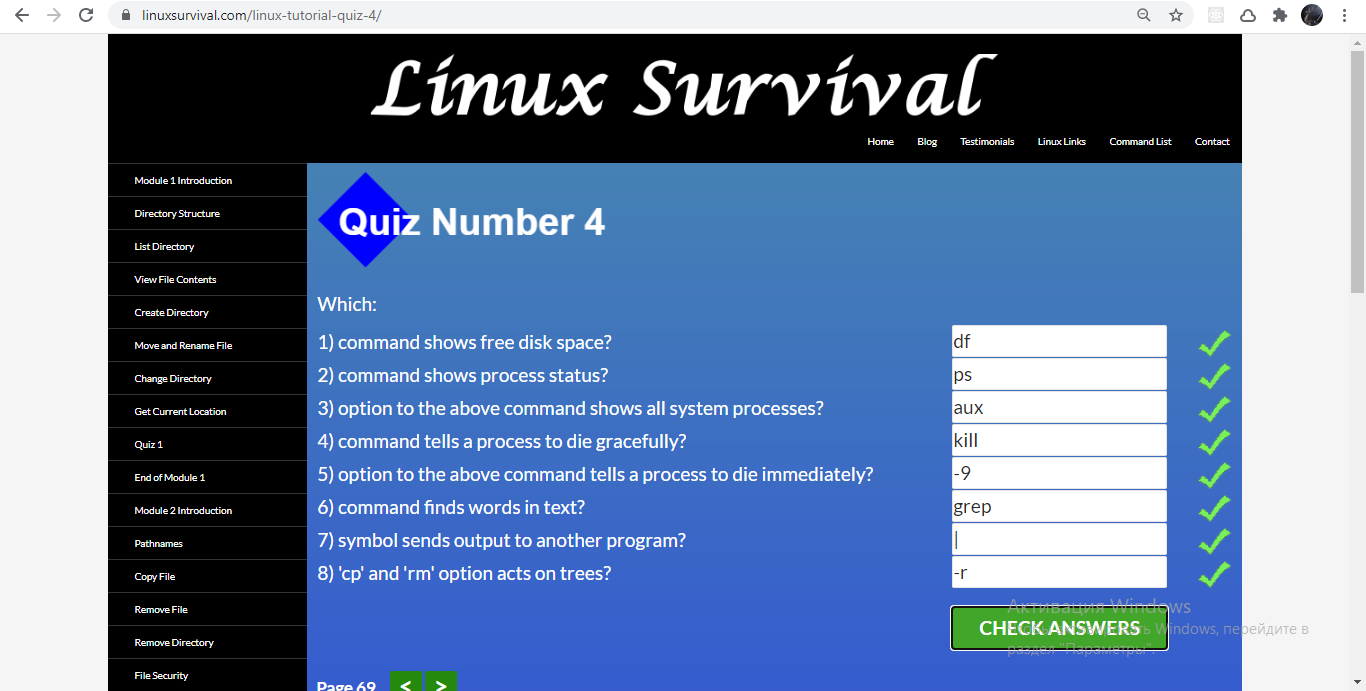 linuxsurvival.com/linux-tutorial-quiz-4/
Linux Survival
Home Blog Testimonials Linux Links Command List Contact
Module 1 Introduction
Directory Structure
List Directory
View File Contents
Create Directory
Move and Rename File
Change Directory
Get Current Location
Quiz 1
End of Module 1
Module 2 Introduction
Pathnames
Copy File
Remove File
Remove Directory
File Security
Quiz Number 4
Which:
1) command shows free disk space? df
2) command shows process status? ps
3) option to the above command shows all system processes? aux
4) command tells a process to die gracefully? kill
5) option to the above command tells a process to die immediately? -9
6) command finds words in text? grep
7) symbol sends output to another program? |
8) 'cp' and 'rm' option acts on trees? -r
CHECK ANSWERS
Активация Windows
Windows, перейдите в
раздел "Параметры".
Page 69 < >